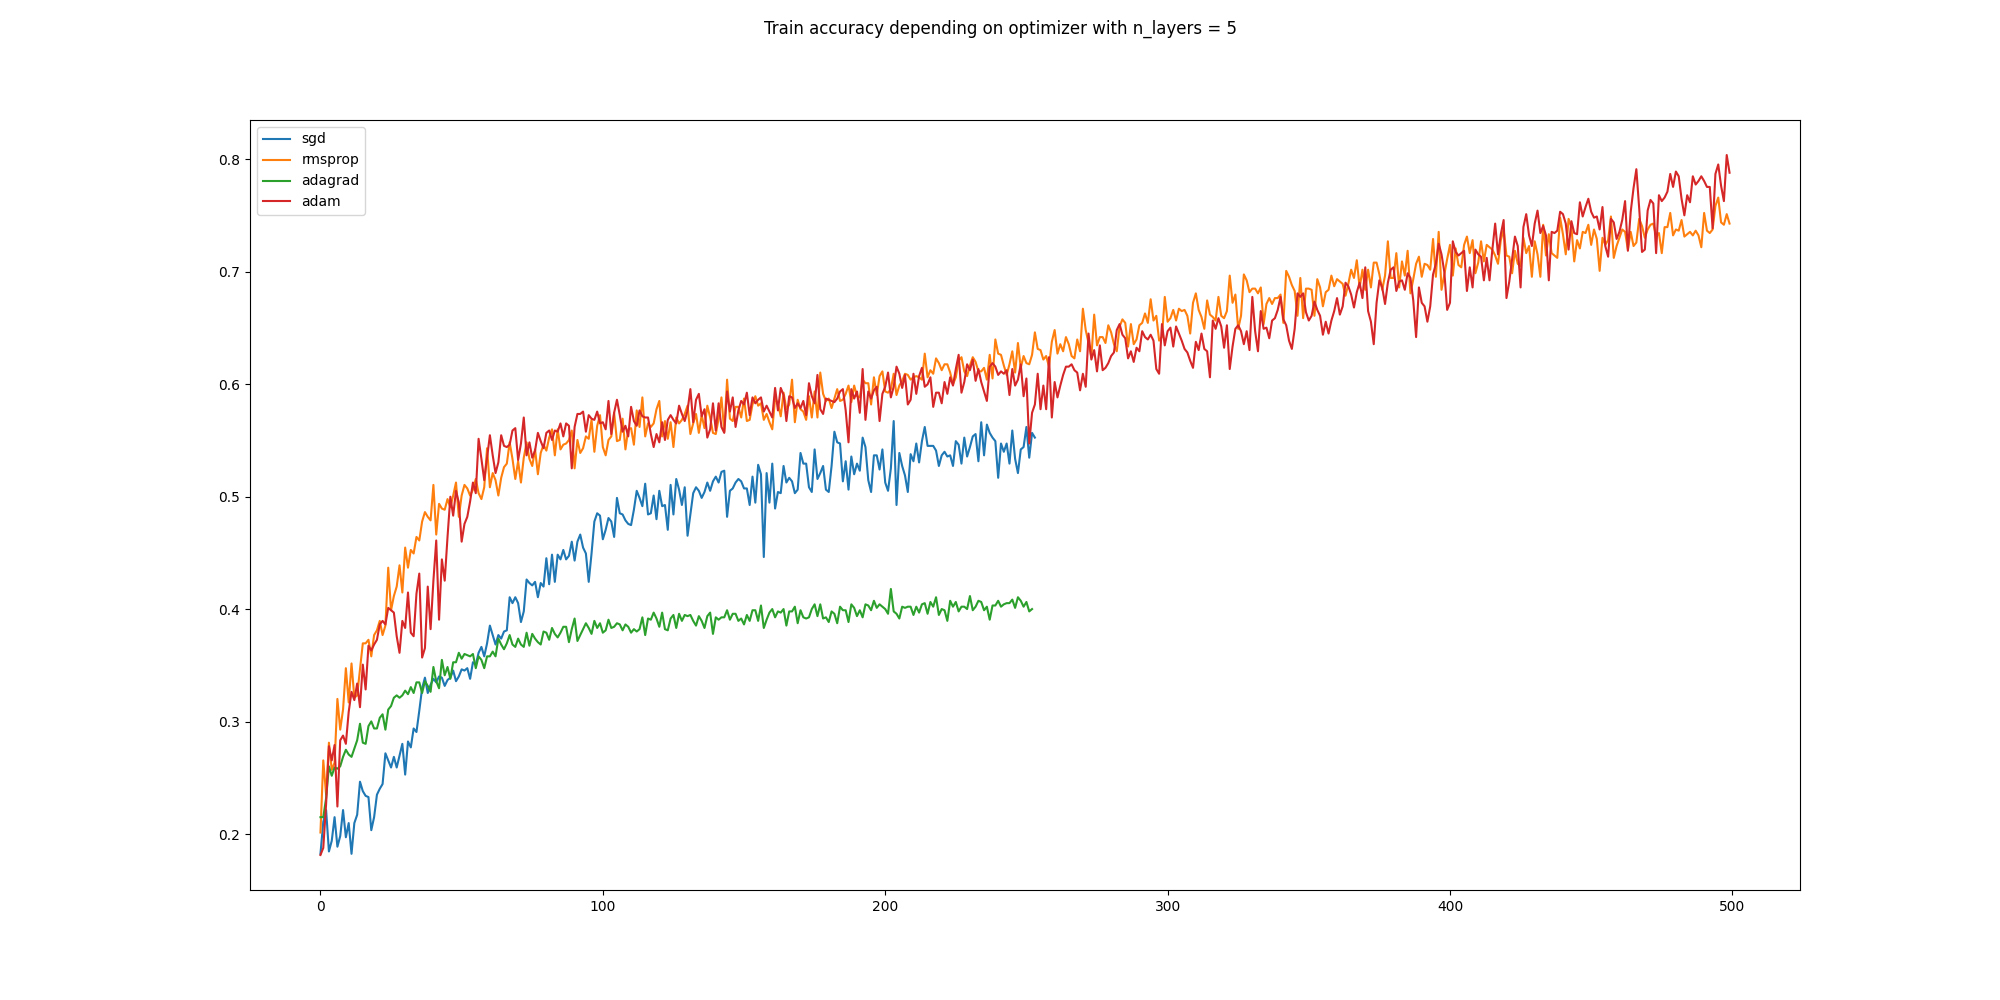 Train accuracy depending on optimizer with n_layers = 5
sgd
rmsprop
adagrad
adam
0.8
0.7
0.6
0.5
0.4
0.3
0.2
0 100 200 300 400 500